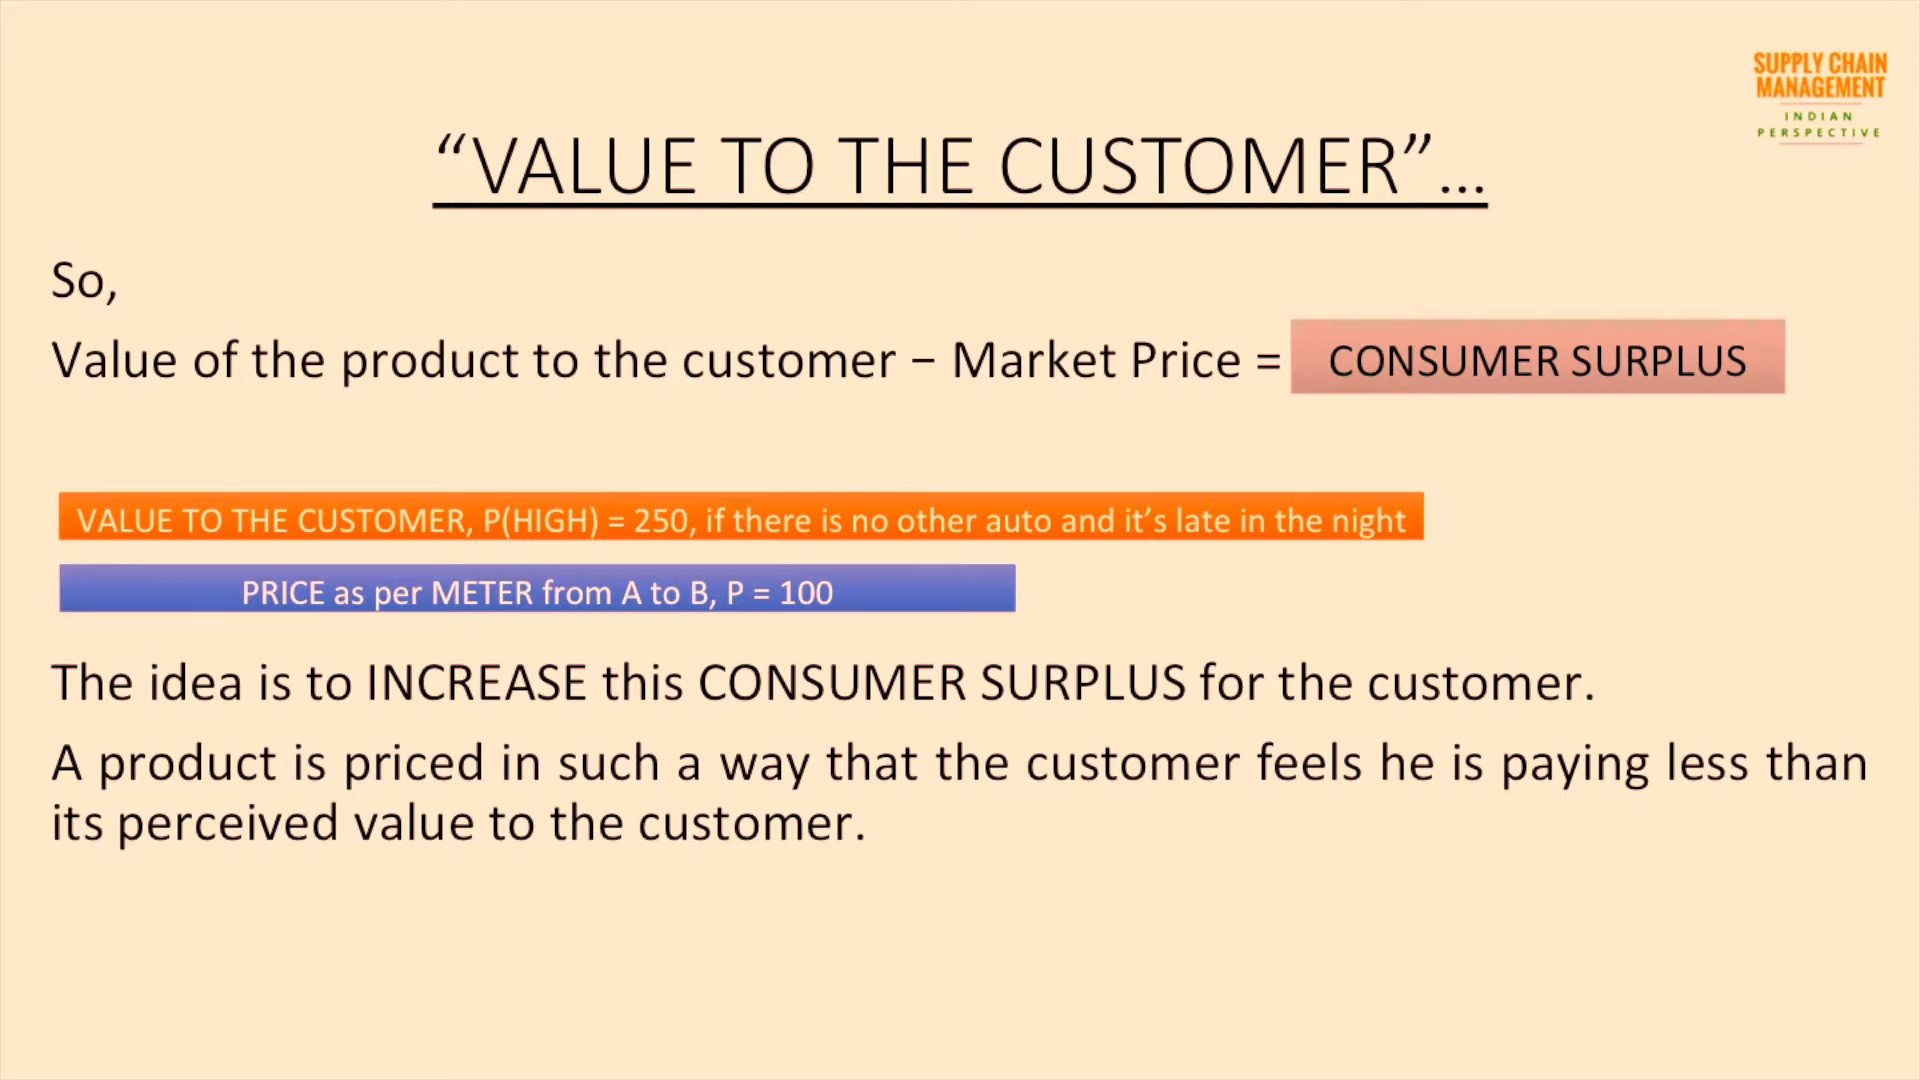 SUPPLY CHAIN
MANAGEMENT
INDIAN
PERSPECTIVE
“VALUE TO THE CUSTOMER”...
So,
Value of the product to the customer – Market Price = CONSUMER SURPLUS
VALUE TO THE CUSTOMER, P(HIGH) = 250, if there is no other auto and it’s late in the night
PRICE as per METER from A to B, P = 100
The idea is to INCREASE this CONSUMER SURPLUS for the customer.
A product is priced in such a way that the customer feels he is paying less than
its perceived value to the customer.